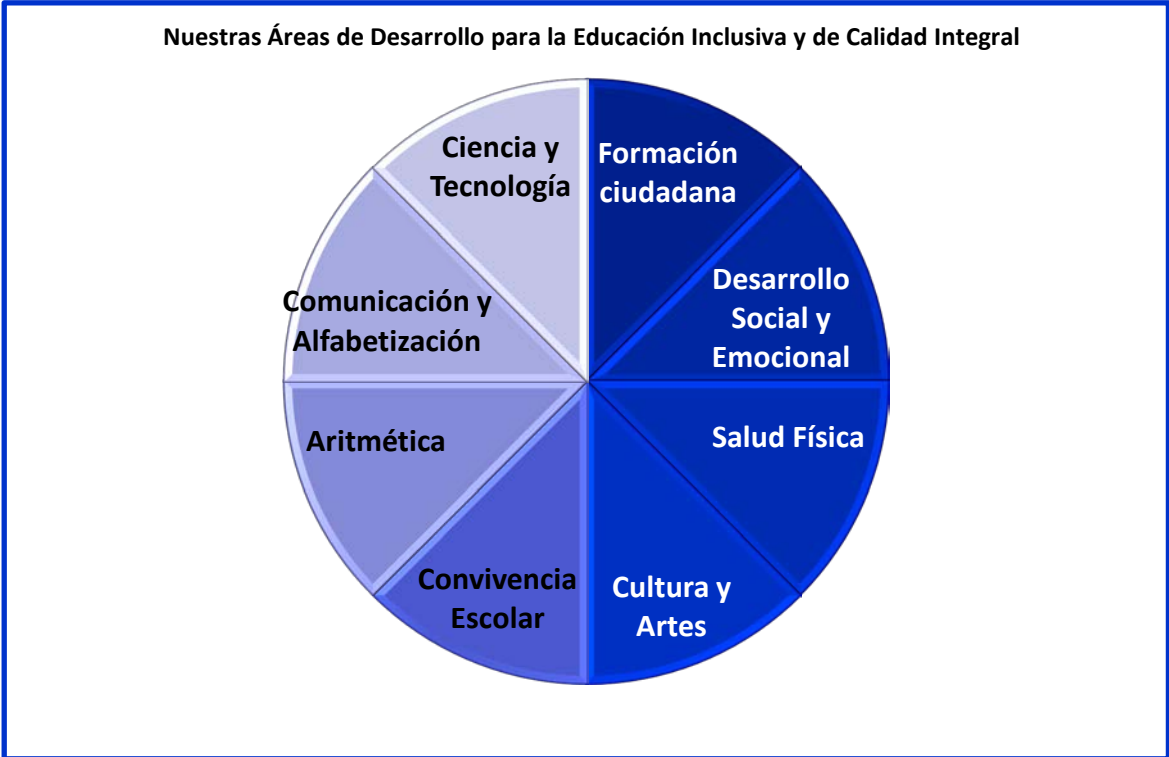 Nuestras Áreas de Desarrollo para la Educación Inclusiva y de Calidad Integral
Ciencia y
Tecnología
Formación
ciudadana
Desarrollo
Social y
Emocional
Comunicación y
Alfabetización
Aritmética
Salud Física
Convivencia
Escolar
Cultura y
Artes